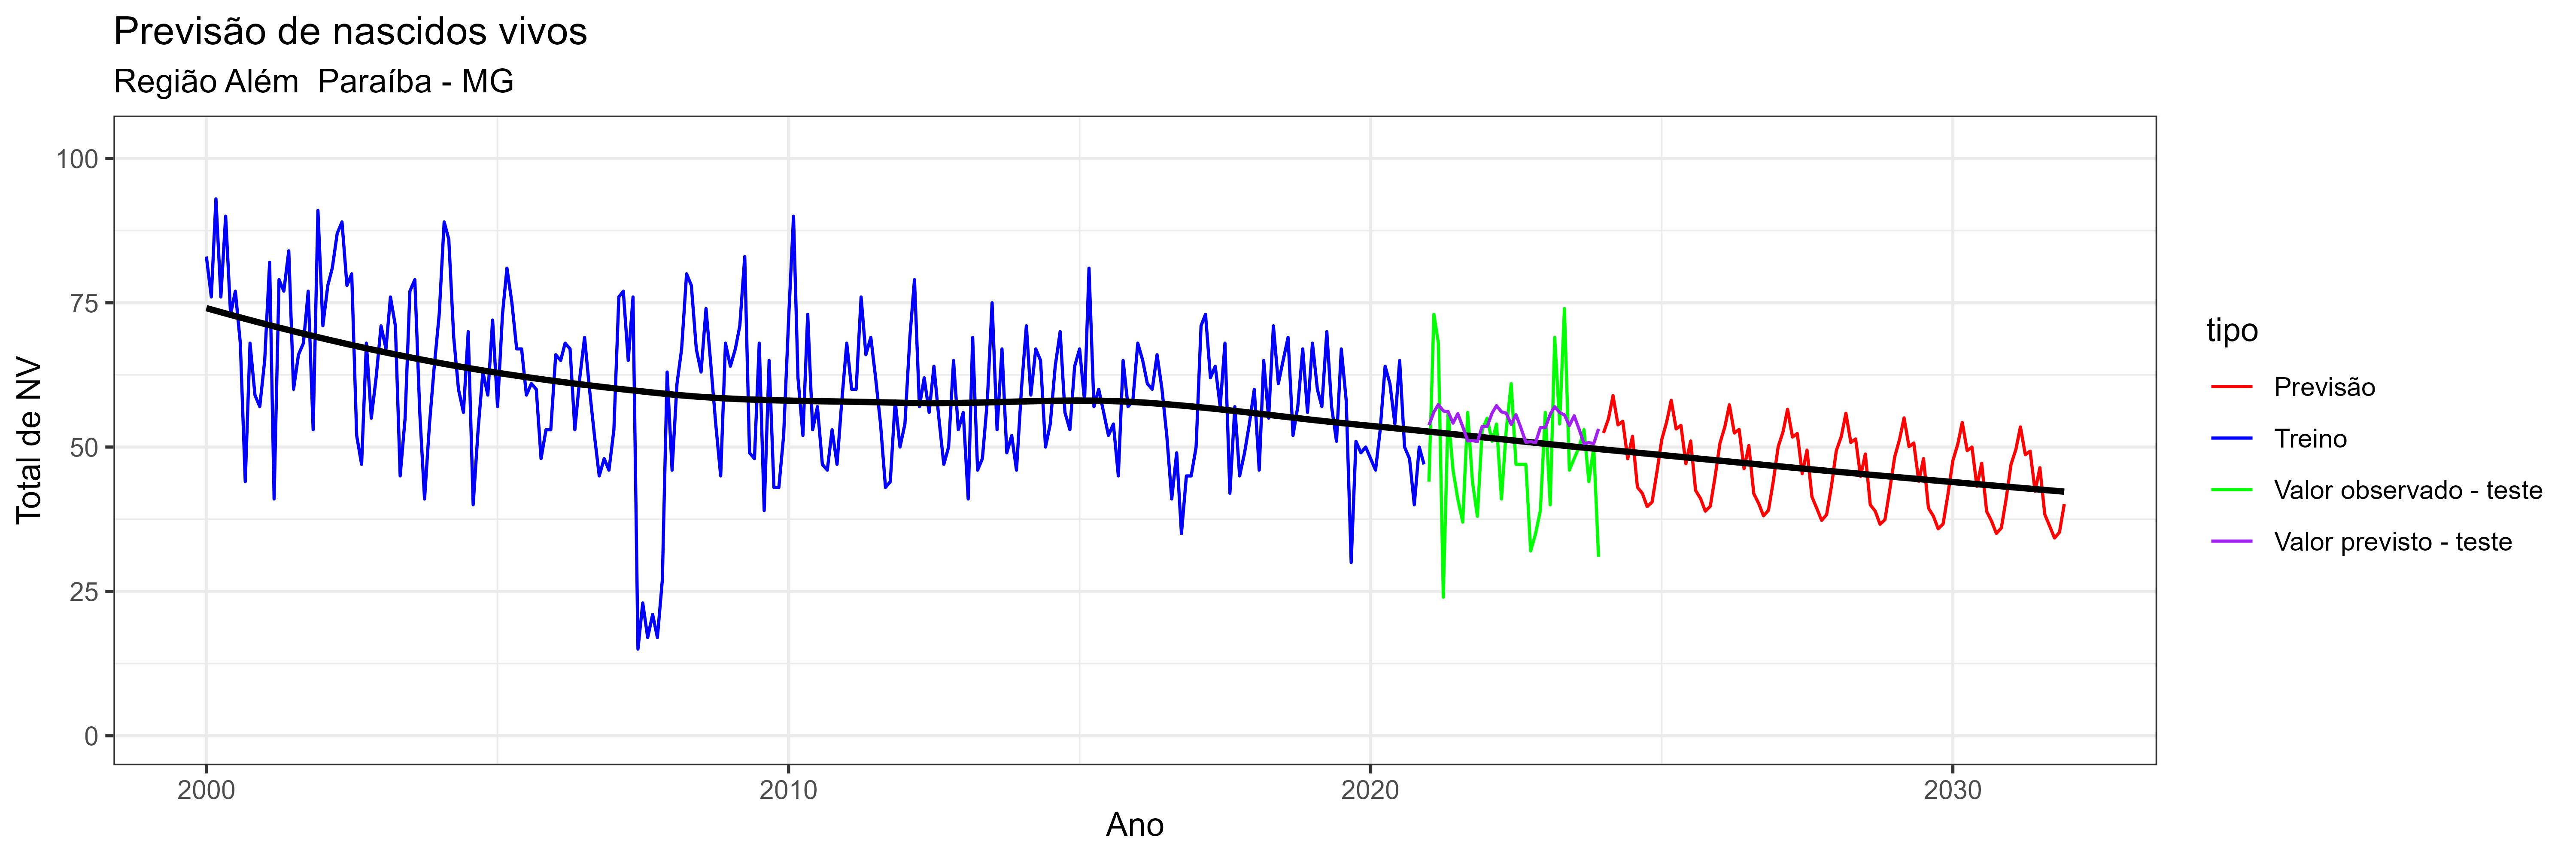 Previsão de nascidos vivos
Região Além  Paraíba - MG
Total de NV
100
75
50
25
0
2000
2010
2020
2030
Ano
tipo
Previsão
Treino
Valor observado - teste
Valor previsto - teste